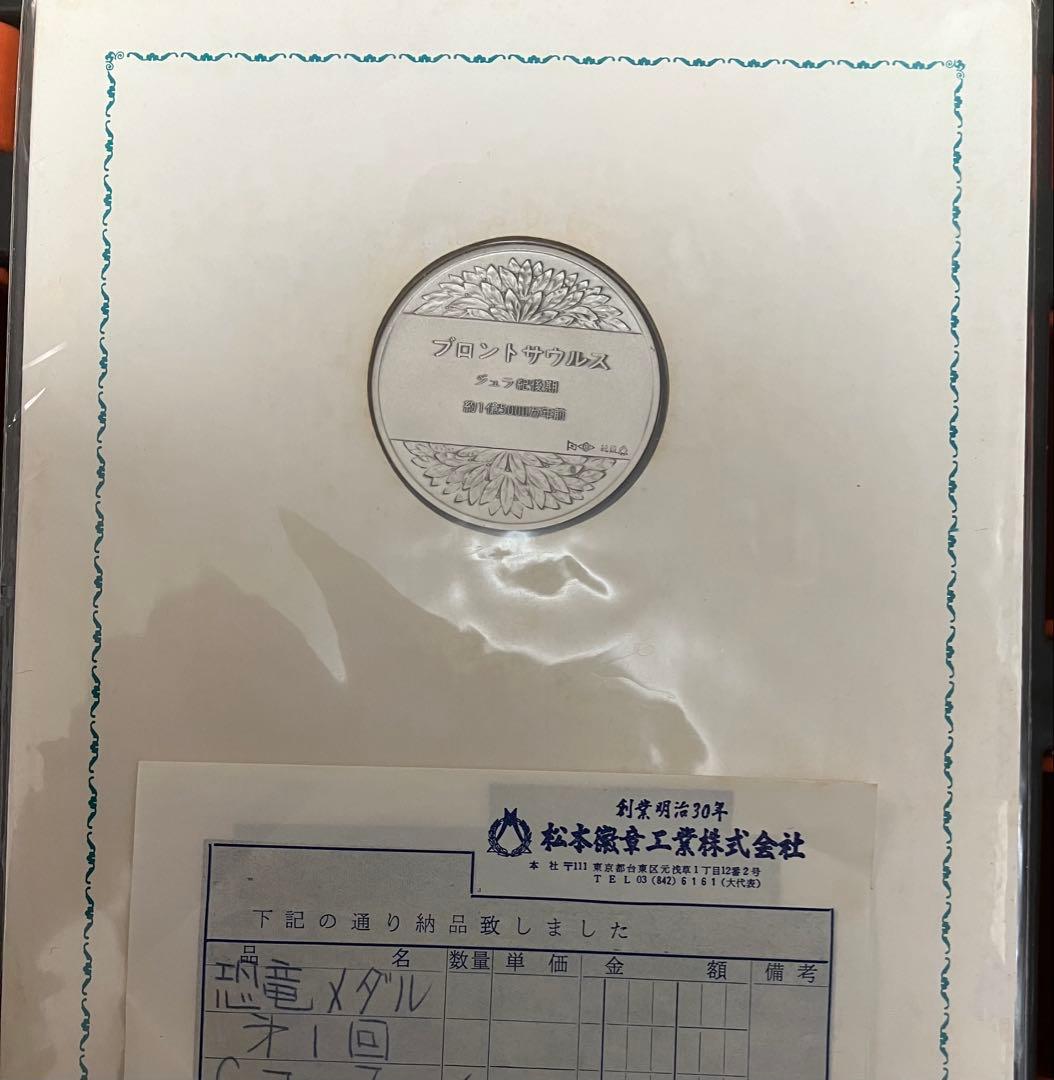 ブロントサウルス
ジュラ紀後期
約1億5000万年前
純銀
創業明治30年
松本徽章工業株式会社
本 社 〒111 東京都台東区元浅草1丁目12番2号
TEL 03 (842) 6161 (大代表)
下記の通り納品致しました
品 名 数量 単 価 金 額 備 考
恐竜メダル
才1回